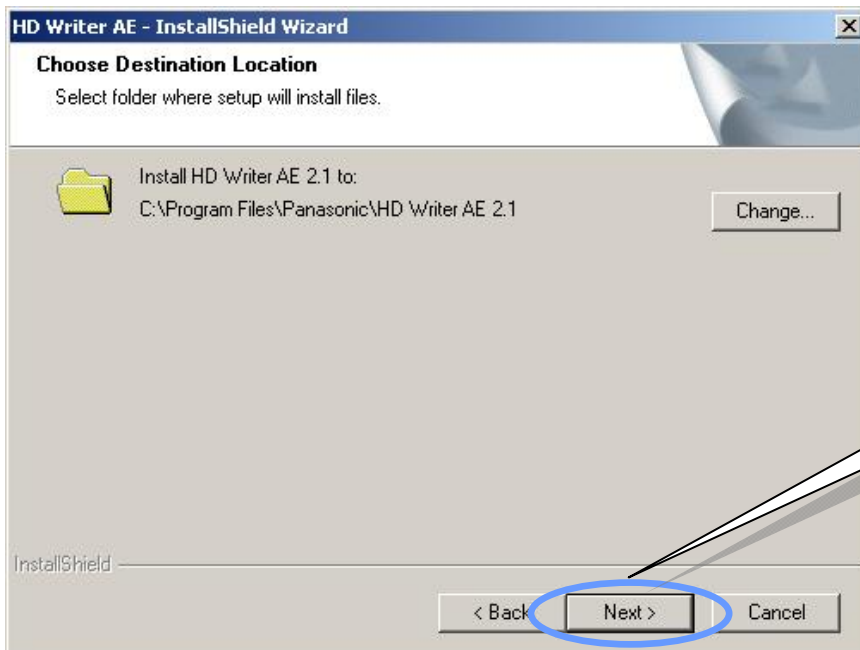 HD Writer AE - InstallShield Wizard
Choose Destination Location
Select folder where setup will install files.
Install HD Writer AE 2.1 to:
C:\Program Files\Panasonic\HD Writer AE 2.1
Change...
InstallShield
< Back
Next >
Cancel